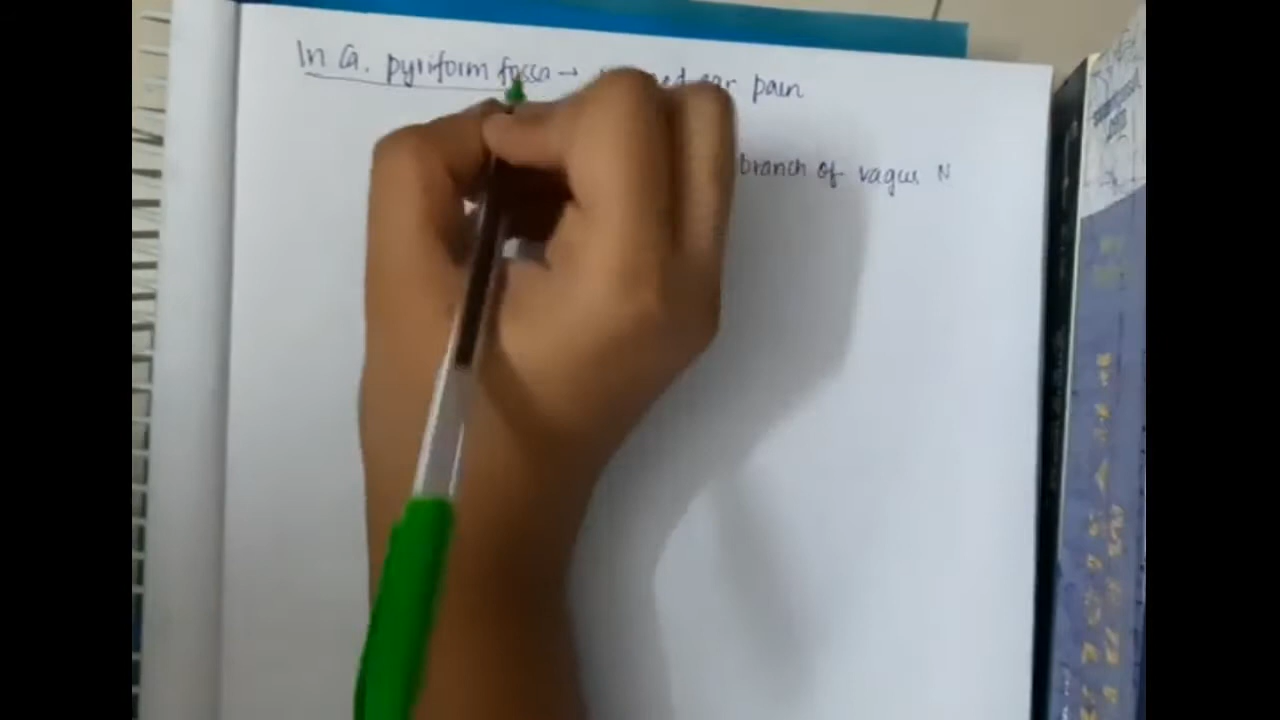 In Ca. pyriform fossa → ear pain
branch of vagus N